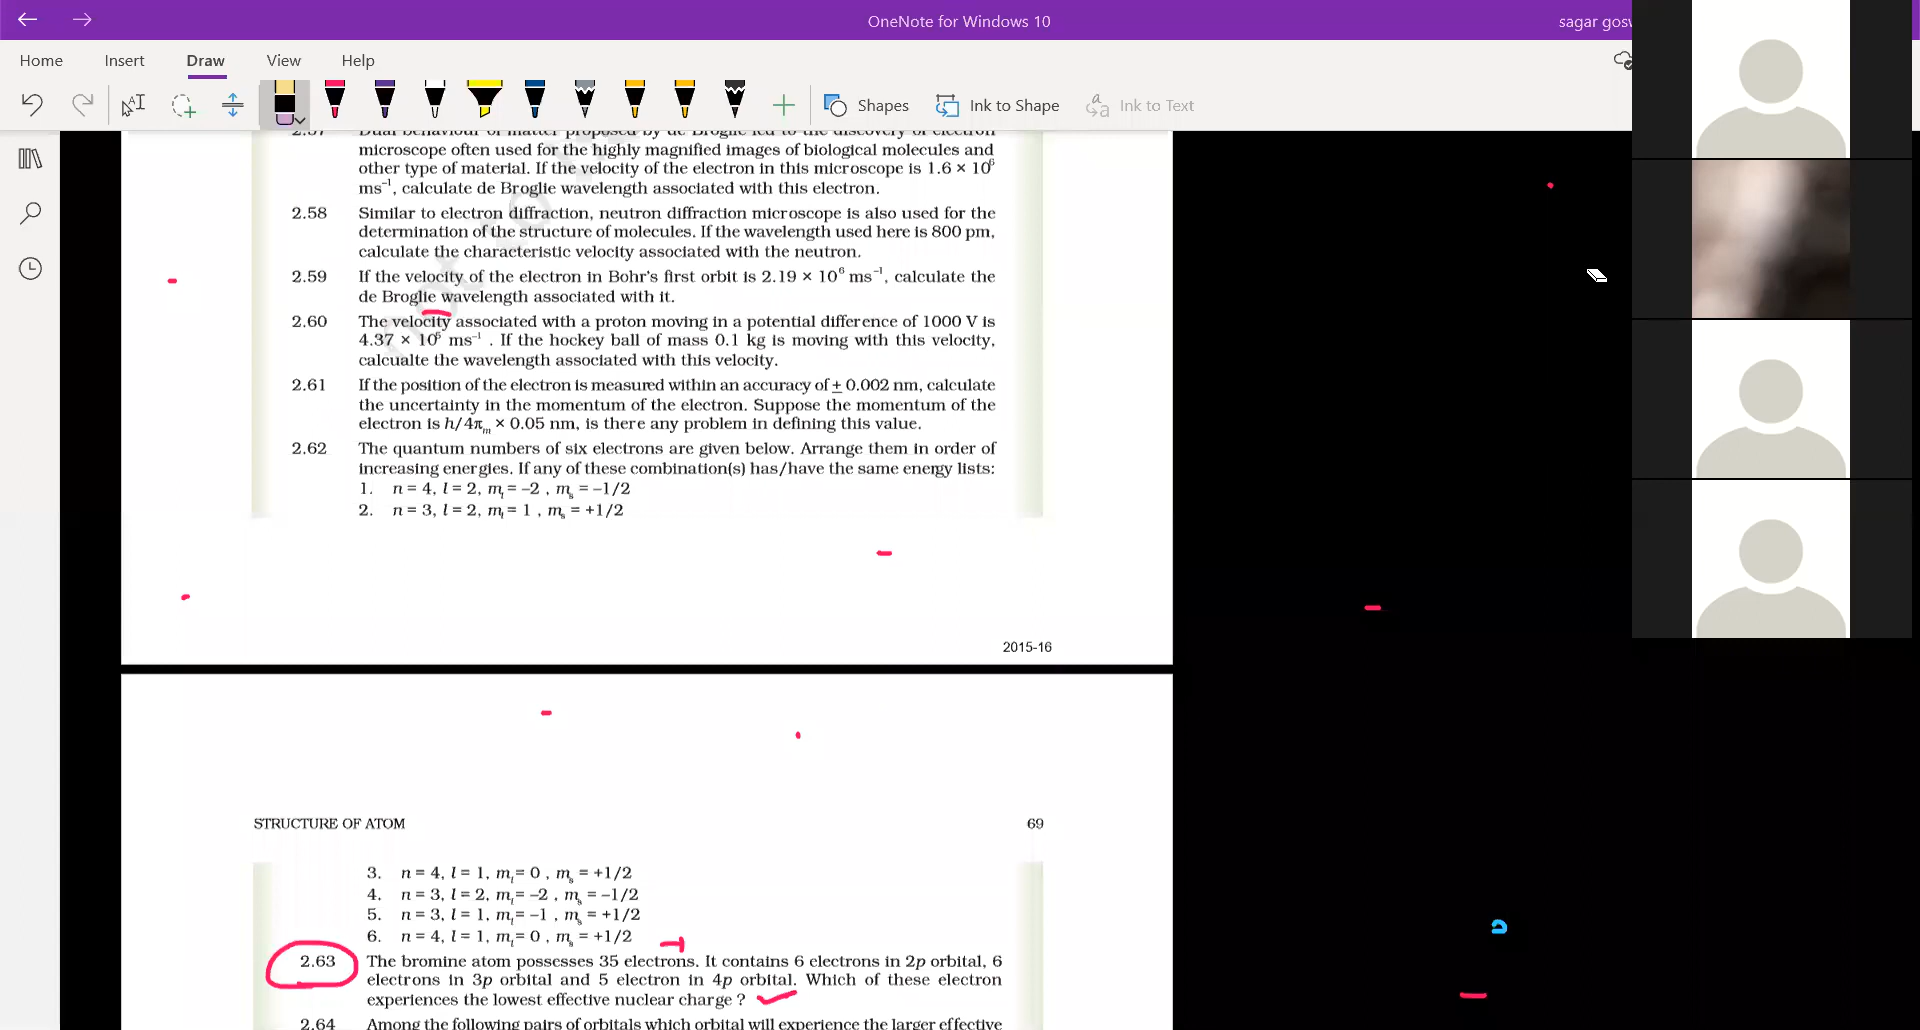 OneNote for Windows 10
sagar gosw
Home Insert Draw View Help
Shapes Ink to Shape Ink to Text
2.57 Dual behaviour of matter proposed by de Broglie led to the discovery of electron
microscope often used for the highly magnified images of biological molecules and
other type of material. If the velocity of the electron in this microscope is 1.6 × 10⁶
ms⁻¹, calculate de Broglie wavelength associated with this electron.
2.58 Similar to electron diffraction, neutron diffraction microscope is also used for the
determination of the structure of molecules. If the wavelength used here is 800 pm,
calculate the characteristic velocity associated with the neutron.
2.59 If the velocity of the electron in Bohr's first orbit is 2.19 × 10⁶ ms⁻¹, calculate the
de Broglie wavelength associated with it.
2.60 The velocity associated with a proton moving in a potential difference of 1000 V is
4.37 × 10⁵ ms⁻¹ . If the hockey ball of mass 0.1 kg is moving with this velocity,
calcualte the wavelength associated with this velocity.
2.61 If the position of the electron is measured within an accuracy of ± 0.002 nm, calculate
the uncertainty in the momentum of the electron. Suppose the momentum of the
electron is h/4πₘ × 0.05 nm, is there any problem in defining this value.
2.62 The quantum numbers of six electrons are given below. Arrange them in order of
increasing energies. If any of these combination(s) has/have the same energy lists:
1. n = 4, l = 2, mₗ = –2 , mₛ = –1/2
2. n = 3, l = 2, mₗ = 1 , mₛ = +1/2
2015-16
STRUCTURE OF ATOM 69
3. n = 4, l = 1, mₗ = 0 , mₛ = +1/2
4. n = 3, l = 2, mₗ = –2 , mₛ = –1/2
5. n = 3, l = 1, mₗ = –1 , mₛ = +1/2
6. n = 4, l = 1, mₗ = 0 , mₛ = +1/2
2.63 The bromine atom possesses 35 electrons. It contains 6 electrons in 2p orbital, 6
electrons in 3p orbital and 5 electron in 4p orbital. Which of these electron
experiences the lowest effective nuclear charge ?
2.64 Among the following pairs of orbitals which orbital will experience the larger effective